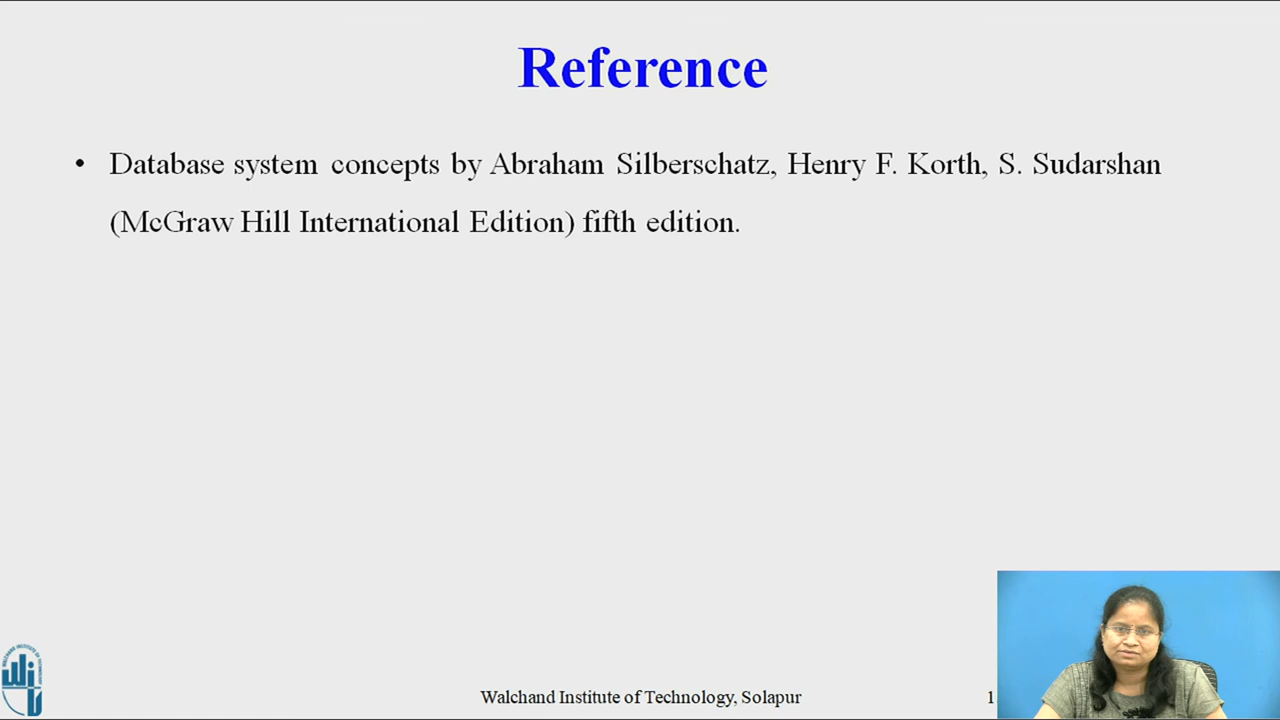 Reference
• Database system concepts by Abraham Silberschatz, Henry F. Korth, S. Sudarshan
(McGraw Hill International Edition) fifth edition.
Walchand Institute of Technology, Solapur